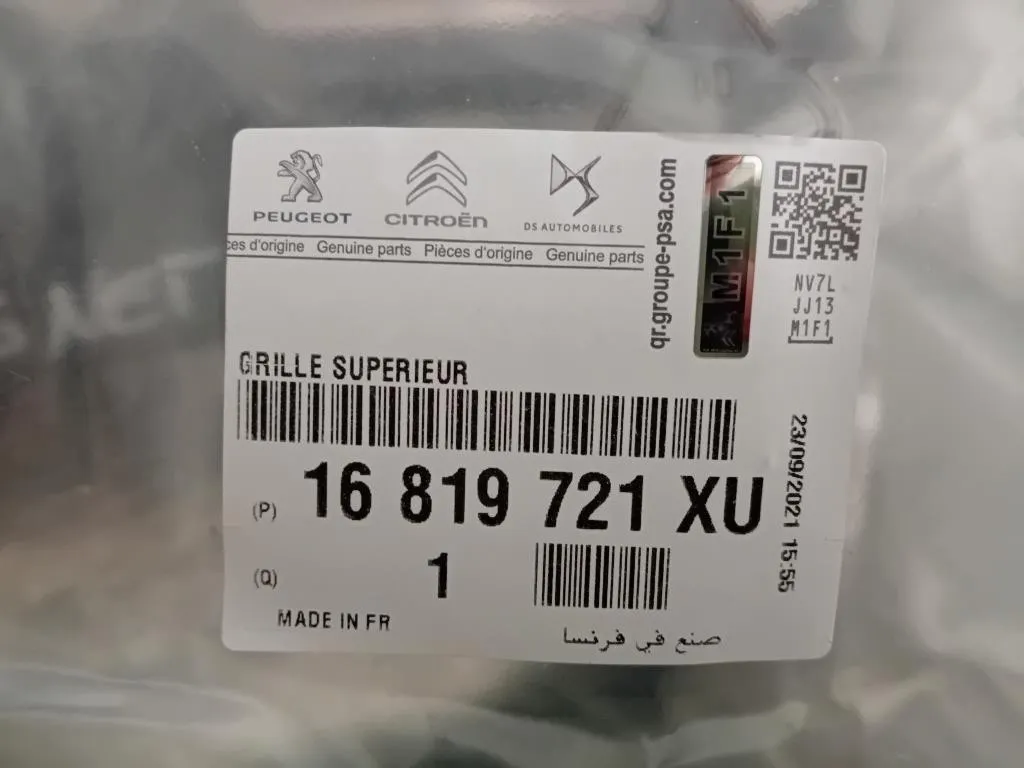 PEUGEOT
CITROËN
DS AUTOMOBILES
ces d'origine Genuine parts Pièces d'origine Genuine parts
qr.groupe-psa.com
M1F1
NV7L
JJ13
M1F1
GRILLE SUPERIEUR
(P) 16 819 721 XU
23/09/2021 15:55
(Q) 1
MADE IN FR
صنع في فرنسا